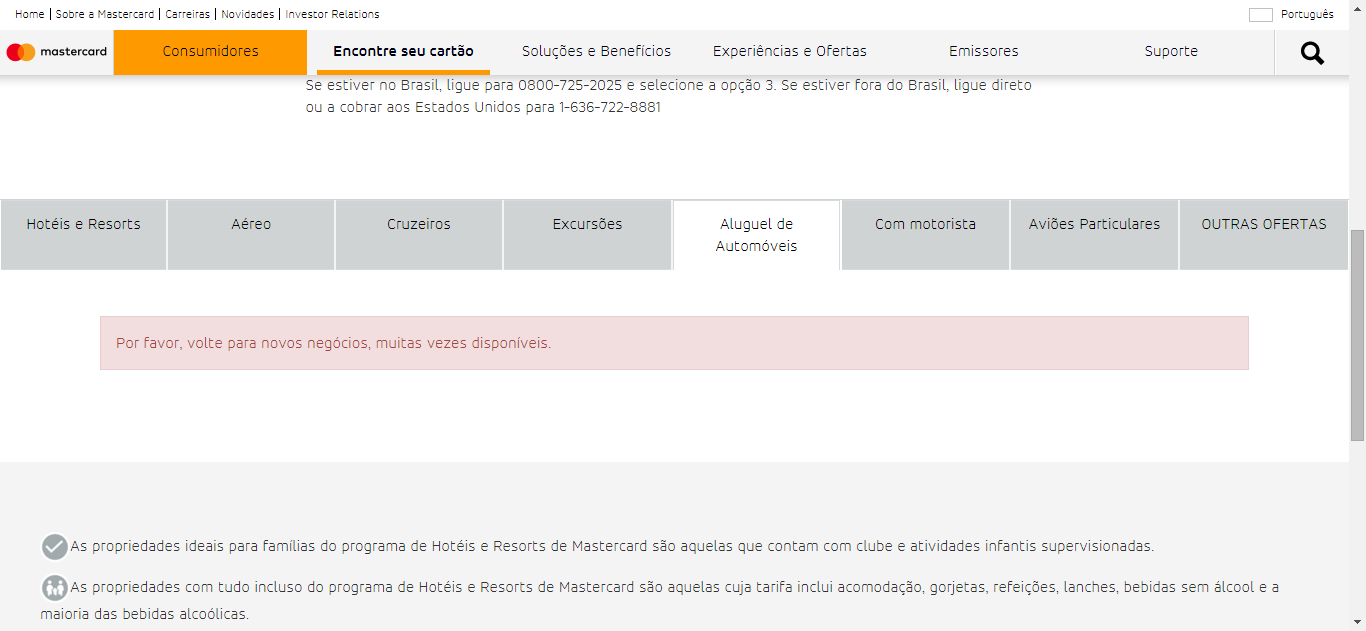 Home | Sobre a Mastercard | Carreiras | Novidades | Investor Relations
Português
mastercard
Consumidores
Encontre seu cartão
Soluções e Benefícios
Experiências e Ofertas
Emissores
Suporte
Se estiver no Brasil, ligue para 0800-725-2025 e selecione a opção 3. Se estiver fora do Brasil, ligue direto
ou a cobrar aos Estados Unidos para 1-636-722-8881
Hotéis e Resorts
Aéreo
Cruzeiros
Excursões
Aluguel de
Automóveis
Com motorista
Aviões Particulares
OUTRAS OFERTAS
Por favor, volte para novos negócios, muitas vezes disponíveis.
As propriedades ideais para famílias do programa de Hotéis e Resorts de Mastercard são aquelas que contam com clube e atividades infantis supervisionadas.
As propriedades com tudo incluso do programa de Hotéis e Resorts de Mastercard são aquelas cuja tarifa inclui acomodação, gorjetas, refeições, lanches, bebidas sem álcool e a
maioria das bebidas alcoólicas.